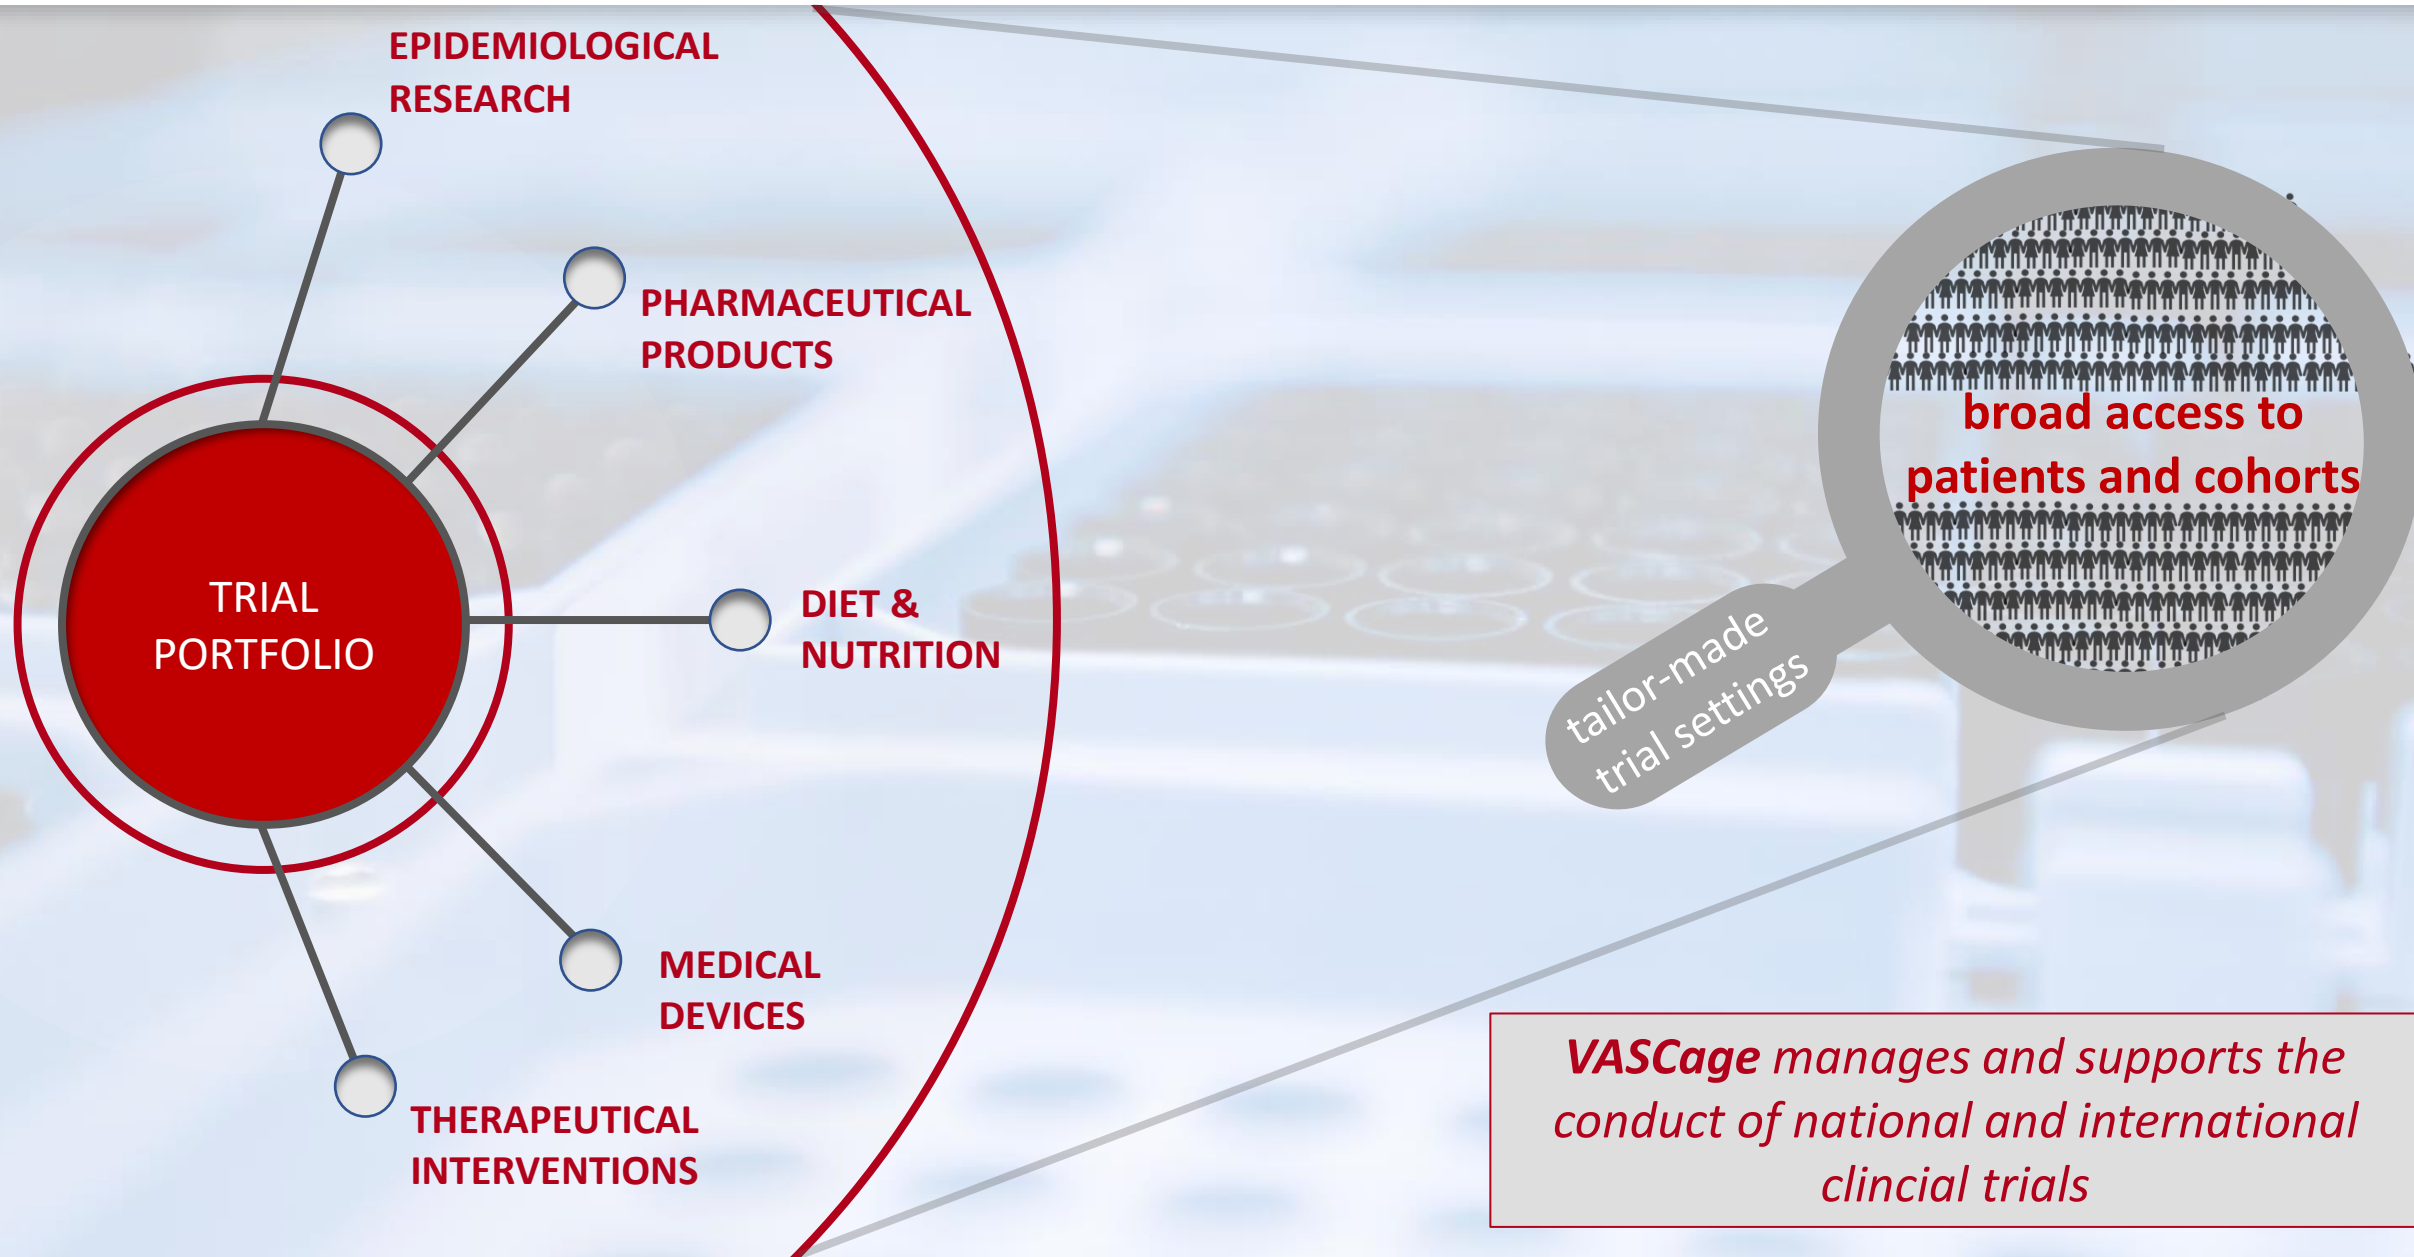 EPIDEMIOLOGICAL
RESEARCH
PHARMACEUTICAL
PRODUCTS
DIET &
NUTRITION
MEDICAL
DEVICES
THERAPEUTICAL
INTERVENTIONS
TRIAL
PORTFOLIO
broad access to
patients and cohorts
tailor-made
trial settings
VASCage manages and supports the
conduct of national and international
clincial trials